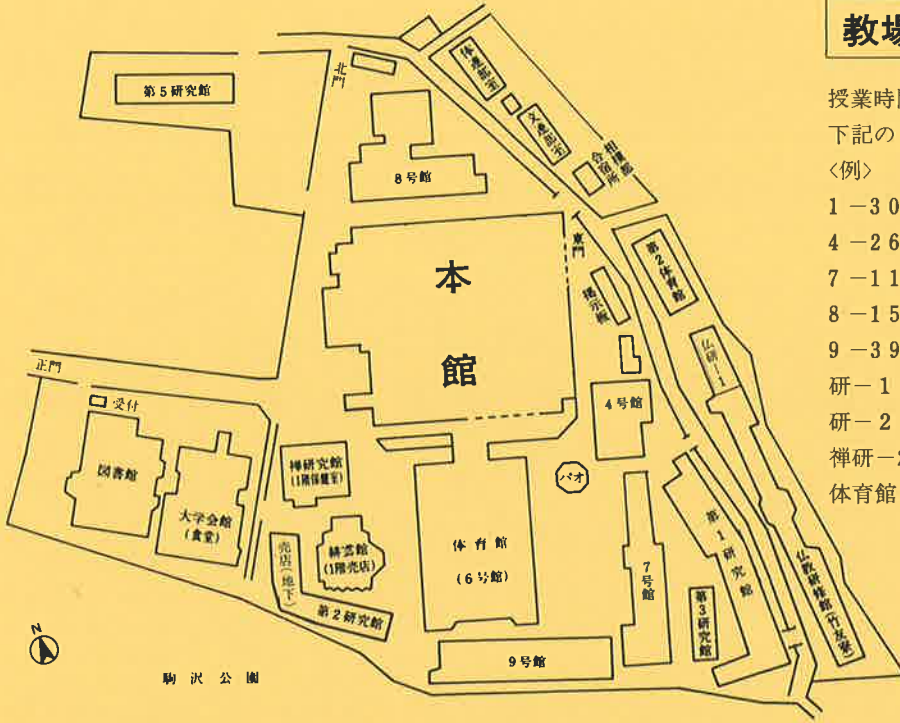 教場
授業時間
下記の
〈例〉
1－30
4－26
7－11
8－15
9－39
研－1
研－2
禅研－2
体育館
北門
体連部室
文連部室
相撲部
合宿所
第5研究館
8号館
東門
第2体育館
本
館
掲示板
仏研－1
正門
受付
4号館
図書館
大学会館
(食堂)
禅研究館
(1階保健室)
パオ
耕雲館
(1階売店)
売店(地下)
第2研究館
体育館
(6号館)
7号館
第1研究館
第3研究館
仏教研修館(竹友寮)
9号館
N
駒沢公園